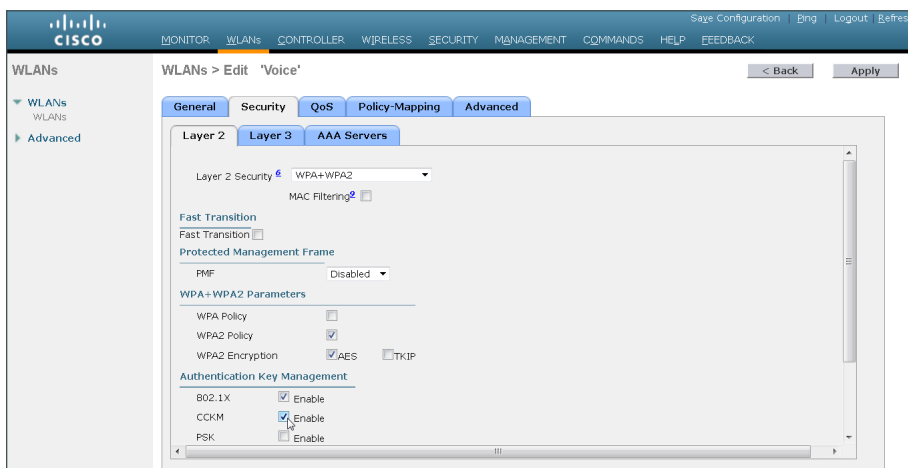 Save Configuration | Ping | Logout | Refres
CISCO
MONITOR WLANs CONTROLLER WIRELESS SECURITY MANAGEMENT COMMANDS HELP FEEDBACK
WLANs
WLANs > Edit 'Voice'
< Back
Apply
WLANs
WLANs
Advanced
General Security QoS Policy-Mapping Advanced
Layer 2 Layer 3 AAA Servers
Layer 2 Security 6 WPA+WPA2
MAC Filtering 9
Fast Transition
Fast Transition
Protected Management Frame
PMF Disabled
WPA+WPA2 Parameters
WPA Policy
WPA2 Policy
WPA2 Encryption AES TKIP
Authentication Key Management
802.1X Enable
CCKM Enable
PSK Enable